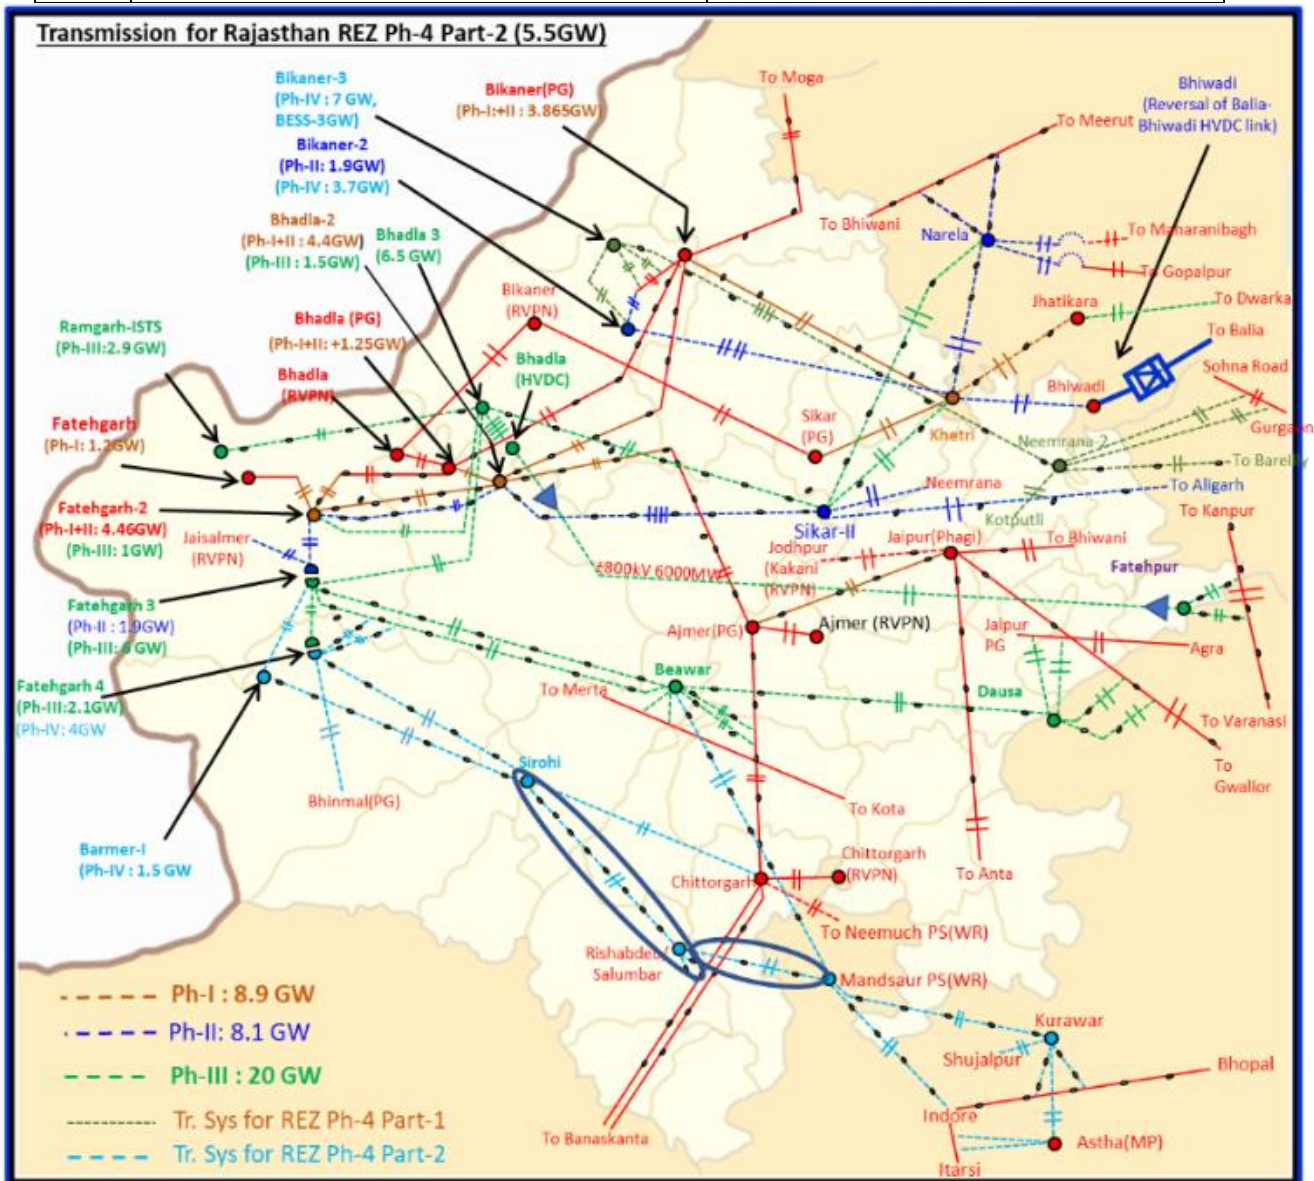 Transmission for Rajasthan REZ Ph-4 Part-2 (5.5GW)
Bikaner-3
(Ph-IV: 7 GW,
BESS-3GW)
Bikaner(PG)
(Ph-I:+II : 3.865GW)
To Moga
Bhiwadi
(Reversal of Balia-
Bhiwadi HVDC link)
To Meerut
Bikaner-2
(Ph-II: 1.9GW)
(Ph-IV : 3.7GW)
Bhadla-2
(Ph-I+II : 4.4GW)
(Ph-III : 1.5GW)
Bhadla 3
(6.5 GW)
To Bhiwani
Narela
To Maharanibagh
To Gopalpur
Bikaner
(RVPN)
Jhatikara
To Dwarka
Ramgarh-ISTS
(Ph-III:2.9GW)
Bhadla (PG)
(Ph-I+II: +1.25GW)
Bhadla
(RVPN)
Bhadla
(HVDC)
To Balia
Sohna Road
Bhiwadi
Gurgaon
Fatehgarh
(Ph-I: 1.2GW)
Sikar
(PG)
Khetri
Neemrana-2
To Bareilly
Neemrana
To Aligarh
Kotputli
Fatehgarh-2
(Ph-I+II: 4.46GW)
(Ph-III: 1GW)
Jaisalmer
(RVPN)
Sikar-II
To Kanpur
Jodhpur
(Kakani
(RVPN)
Jaipur(Phagi)
To Bhiwani
±800kV 6000MW
Fatehpur
Fatehgarh 3
(Ph-II : 1.9GW)
(Ph-III: 6 GW)
Ajmer(PG)
Ajmer (RVPN)
Jaipur
PG
Agra
Fatehgarh 4
(Ph-III:2.1GW)
(Ph-IV: 4GW
Beawar
To Merta
Dausa
To Varanasi
To
Gwalior
Sirohi
Bhinmal(PG)
To Kota
Barmer-I
(Ph-IV : 1.5 GW
Chittorgarh
Chittorgarh
(RVPN)
To Anta
To Neemuch PS(WR)
Rishabdeo/
Salumbar
Mandsaur PS(WR)
Ph-I : 8.9 GW
Ph-II: 8.1 GW
Ph-III : 20 GW
Tr. Sys for REZ Ph-4 Part-1
Tr. Sys for REZ Ph-4 Part-2
Kurawar
Shujalpur
Bhopal
Indore
To Banaskanta
Astha(MP)
Itarsi